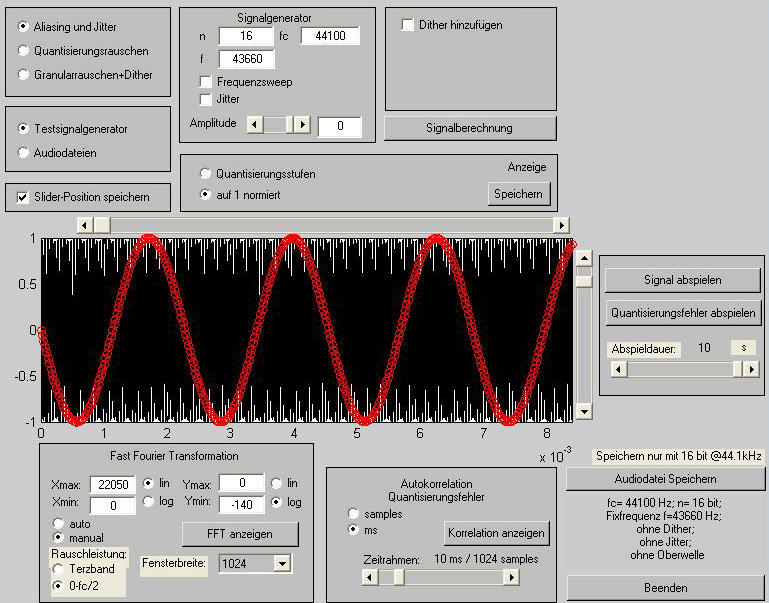 Aliasing und Jitter
Quantisierungsrauschen
Granularrauschen+Dither
Testsignalgenerator
Audiodateien
Slider-Position speichern
Signalgenerator
n 16 fc 44100
f 43660
Frequenzsweep
Jitter
Amplitude 0
Dither hinzufügen
Signalberechnung
Quantisierungsstufen
auf 1 normiert
Anzeige
Speichern
1
0.5
0
-0.5
-1
0 1 2 3 4 5 6 7 8
x 10⁻³
Signal abspielen
Quantisierungsfehler abspielen
Abspieldauer: 10 s
Fast Fourier Transformation
Xmax: 22050 lin Ymax: 0 lin
Xmin: 0 log Ymin: -140 log
auto
manual
FFT anzeigen
Rauschleistung:
Terzband
0-fc/2
Fensterbreite: 1024
Autokorrelation
Quantisierungsfehler
samples
ms
Korrelation anzeigen
Zeitrahmen: 10 ms / 1024 samples
Speichern nur mit 16 bit @44.1kHz
Audiodatei Speichern
fc= 44100 Hz; n= 16 bit;
Fixfrequenz f=43660 Hz;
ohne Dither;
ohne Jitter;
ohne Oberwelle
Beenden